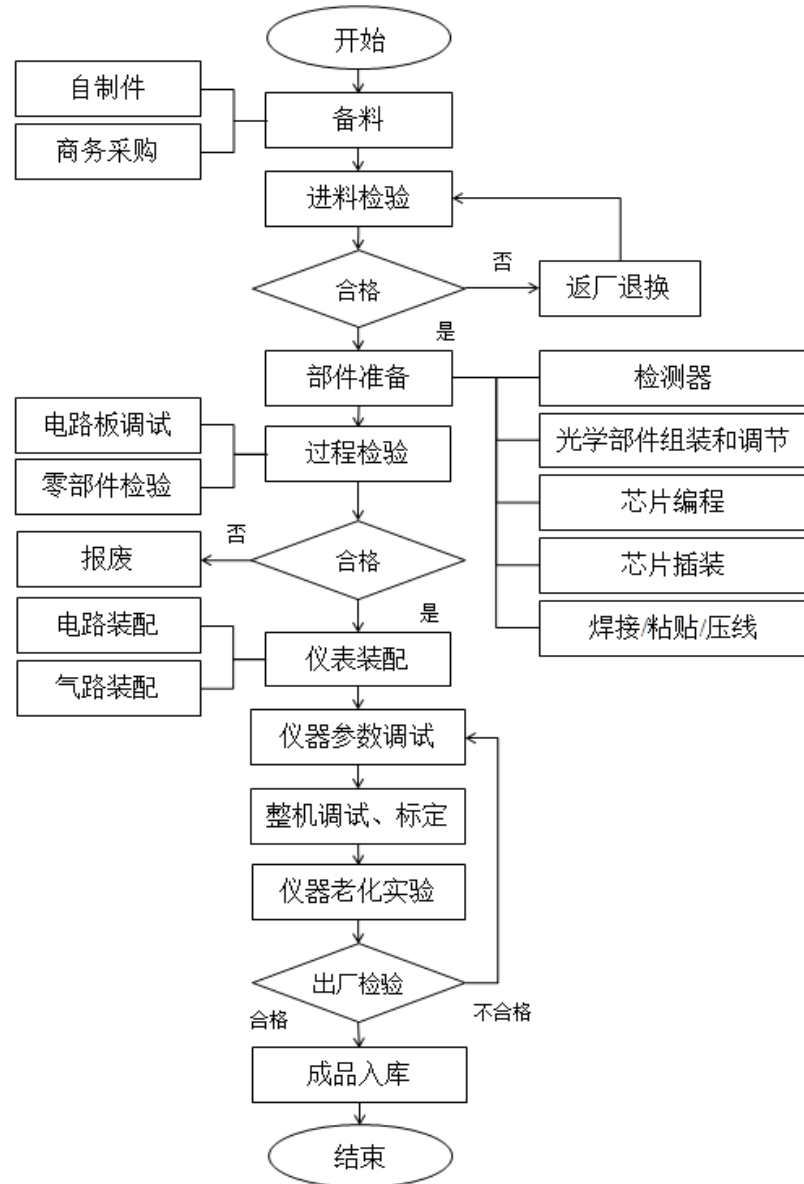 开始
自制件
备料
商务采购
进料检验
合格
否
返厂退换
是
部件准备
检测器
电路板调试
过程检验
光学部件组装和调节
零部件检验
芯片编程
否
报废
合格
芯片插装
电路装配
是
焊接/粘贴/压线
仪表装配
气路装配
仪器参数调试
整机调试、标定
仪器老化实验
出厂检验
合格
不合格
成品入库
结束